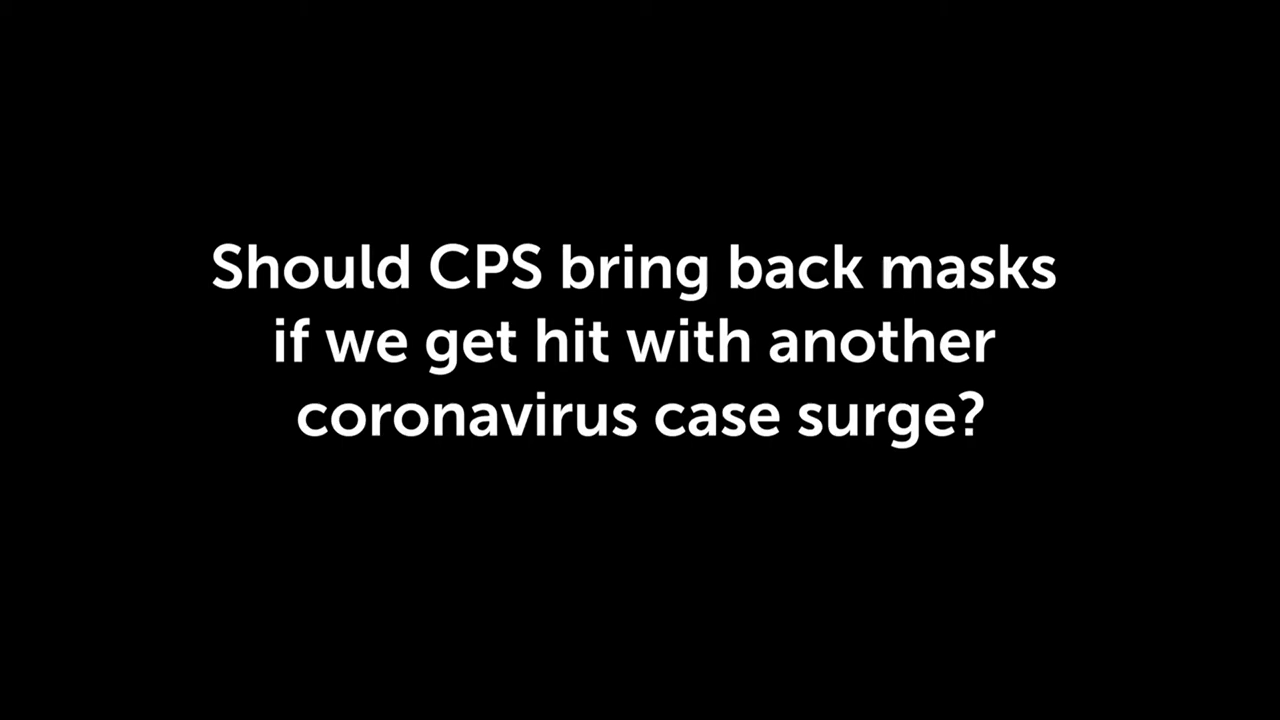 Should CPS bring back masks
if we get hit with another
coronavirus case surge?